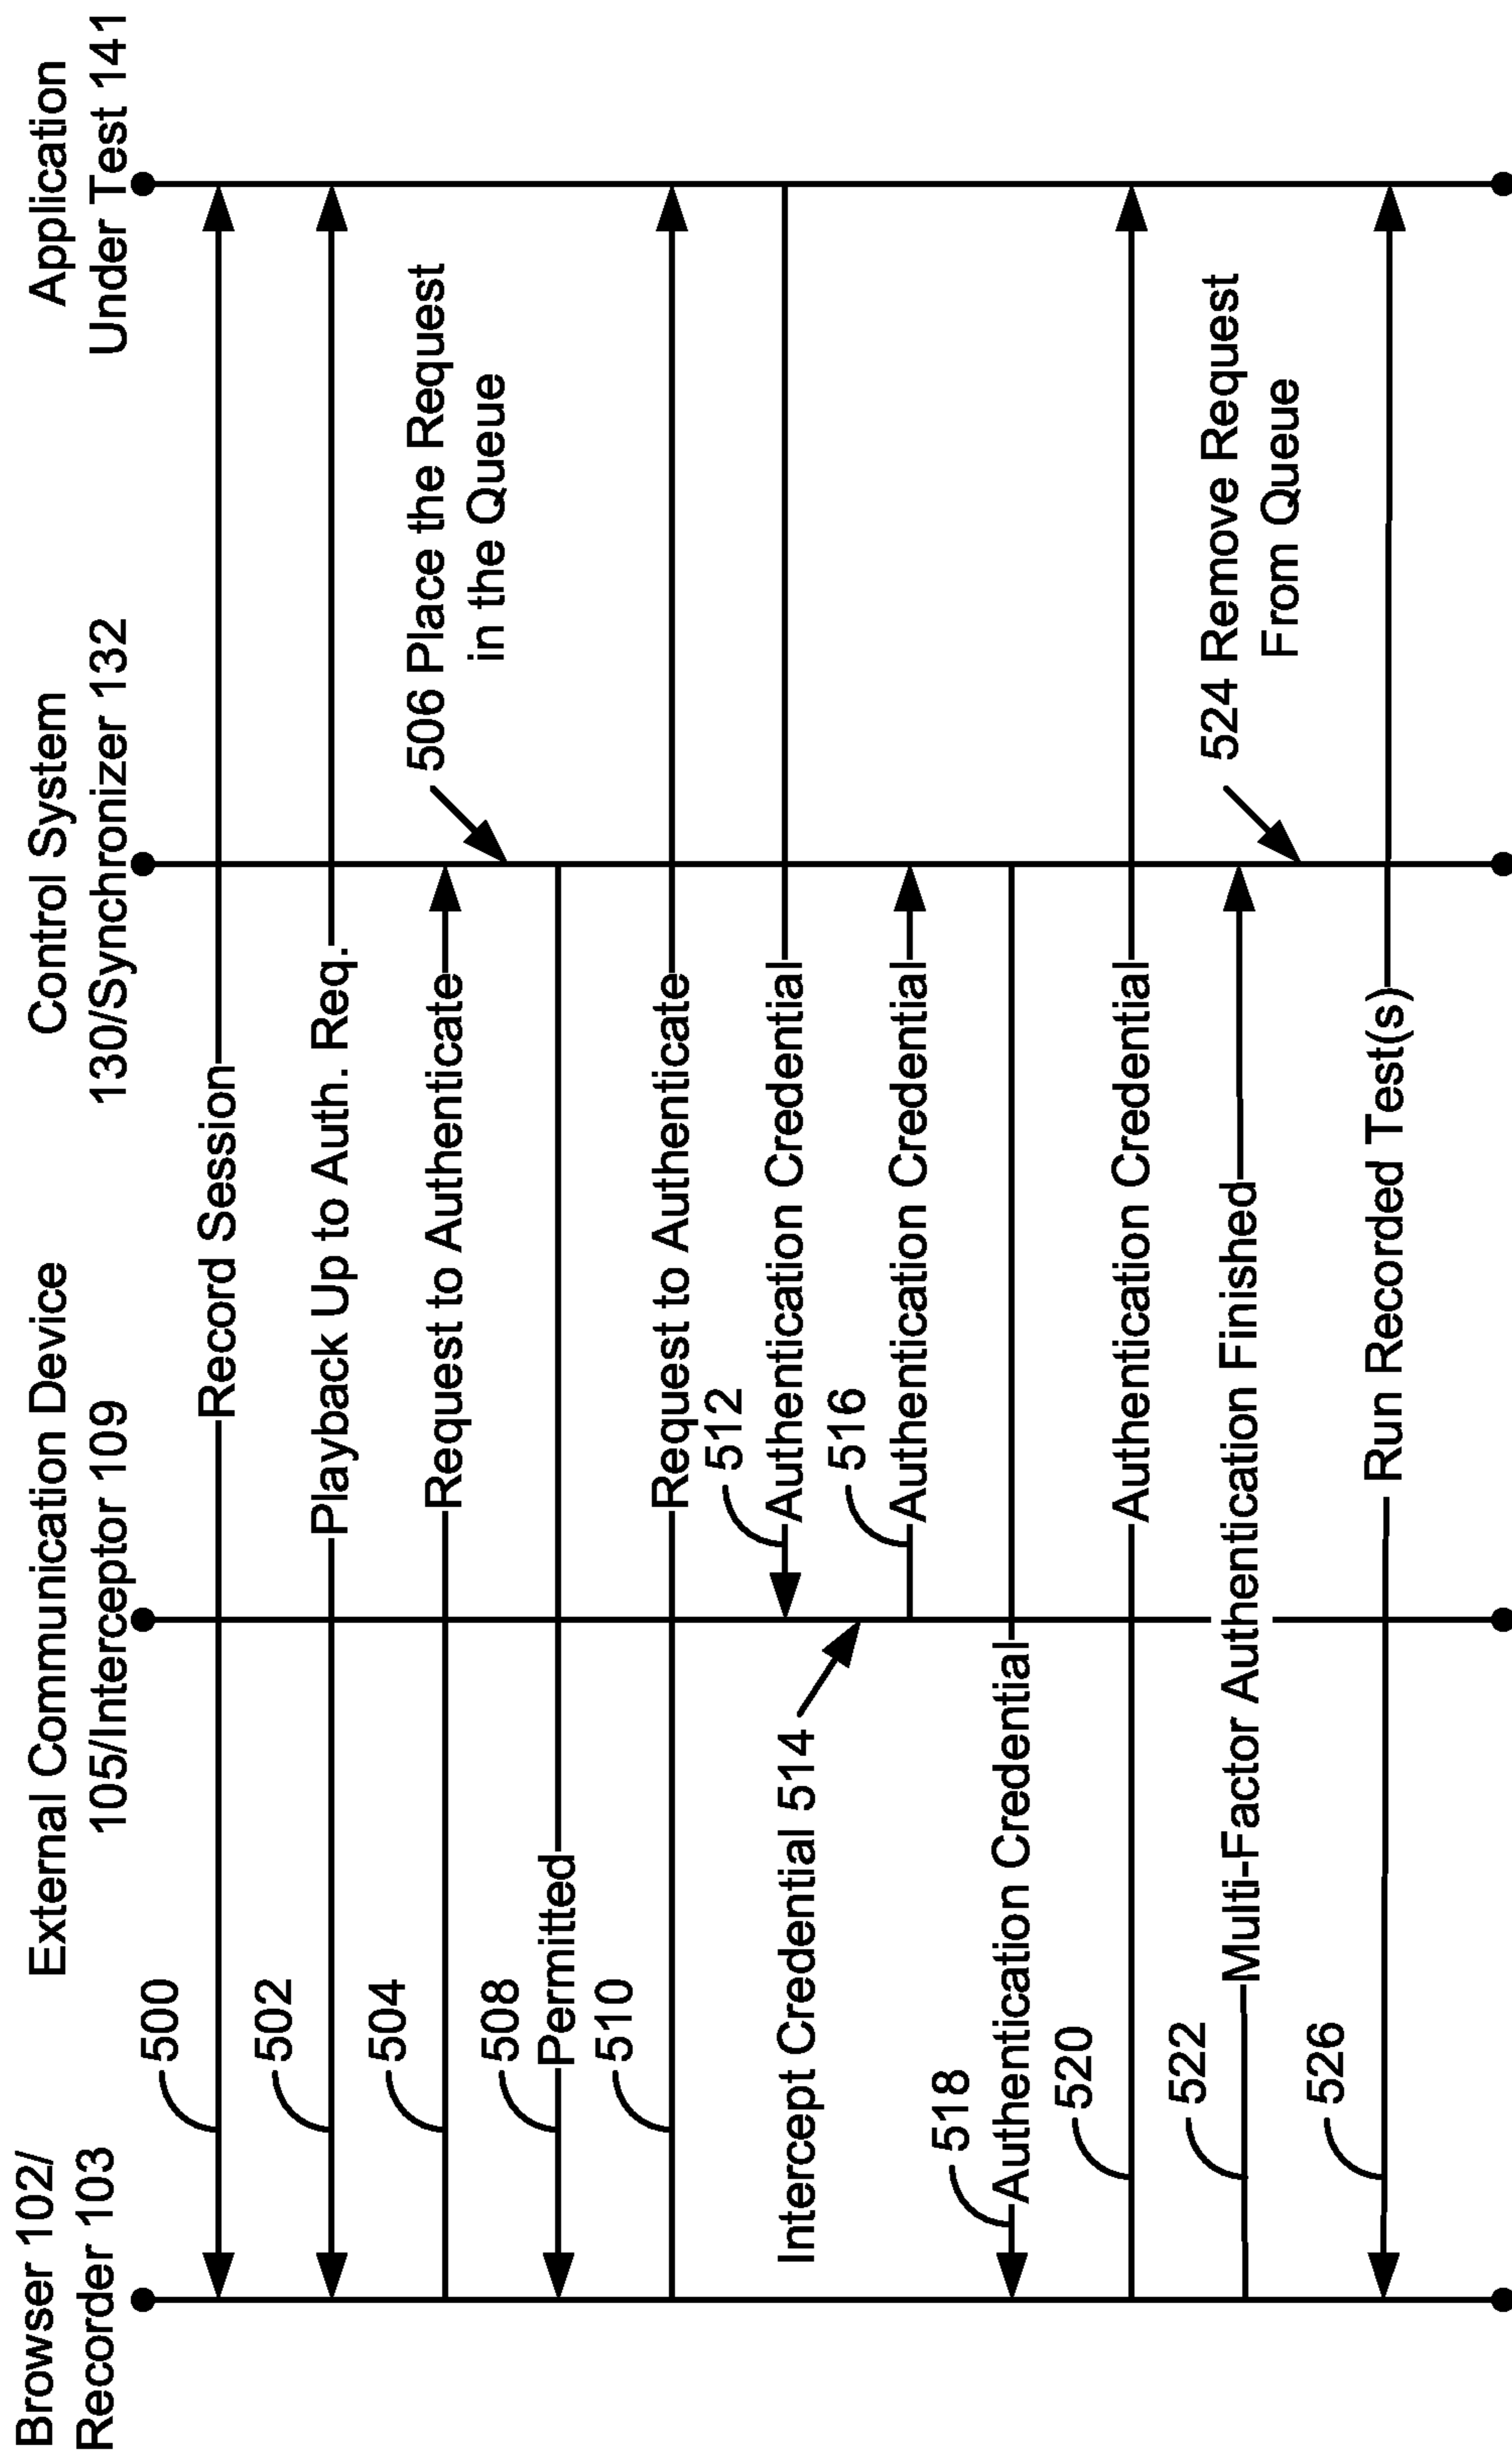 Browser 102/
Recorder 103
External Communication Device
105/Interceptor 109
Control System
130/Synchronizer 132
Application
Under Test 141
500
Record Session
502
Playback Up to Auth. Req.
504
Request to Authenticate
506 Place the Request
in the Queue
508
Permitted
510
Request to Authenticate
512
Authentication Credential
Intercept Credential 514
516
Authentication Credential
518
Authentication Credential
520
Authentication Credential
522
Multi-Factor Authentication Finished
524 Remove Request
From Queue
526
Run Recorded Test(s)